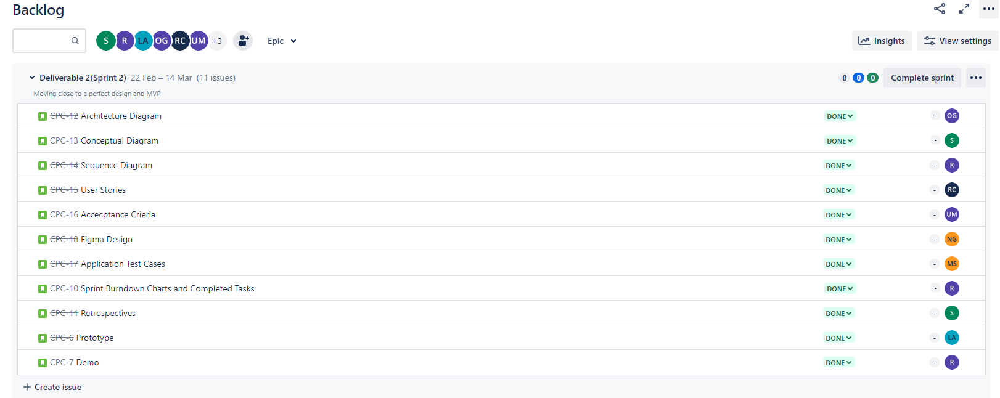 Backlog
S R LA OG RC UM +3 Epic Insights View settings
Deliverable 2(Sprint 2) 22 Feb – 14 Mar (11 issues) 0 0 0 Complete sprint
Moving close to a perfect design and MVP
CPC-12 Architecture Diagram DONE - OG
CPC-13 Conceptual Diagram DONE - S
CPC-14 Sequence Diagram DONE - R
CPC-15 User Stories DONE - RC
CPC-16 Accecptance Crieria DONE - UM
CPC-18 Figma Design DONE - NG
CPC-17 Application Test Cases DONE - MS
CPC-10 Sprint Burndown Charts and Completed Tasks DONE - R
CPC-11 Retrospectives DONE - S
CPC-6 Prototype DONE - LA
CPC-7 Demo DONE - R
+ Create issue